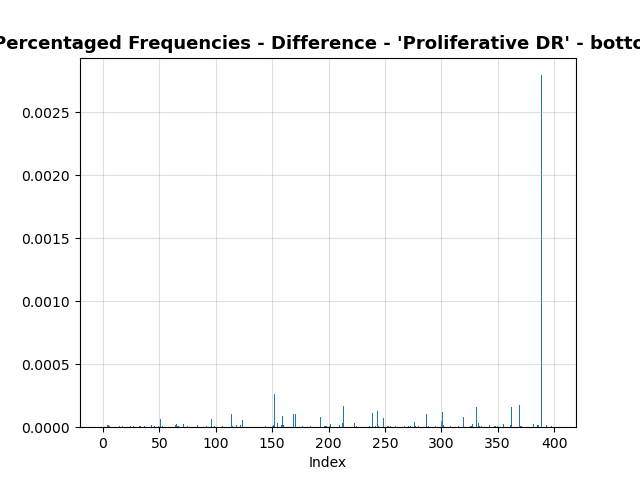 Percentaged Frequencies - Difference - 'Proliferative DR' - botto
0.0025
0.0020
0.0015
0.0010
0.0005
0.0000
0 50 100 150 200 250 300 350 400
Index